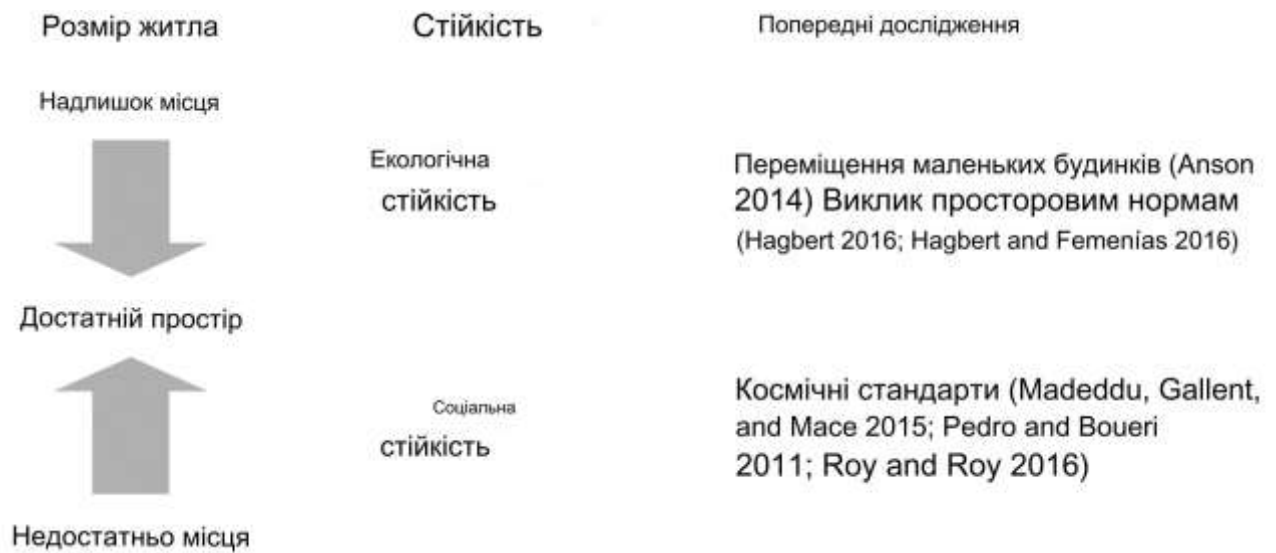 Розмір житла
Стійкість
Попередні дослідження
Надлишок місця
Екологічна
стійкість
Переміщення маленьких будинків (Anson
2014) Виклик просторовим нормам
(Hagbert 2016; Hagbert and Femenías 2016)
Достатній простір
Соціальна
стійкість
Космічні стандарти (Madeddu, Gallent,
and Mace 2015; Pedro and Boueri
2011; Roy and Roy 2016)
Недостатньо місця